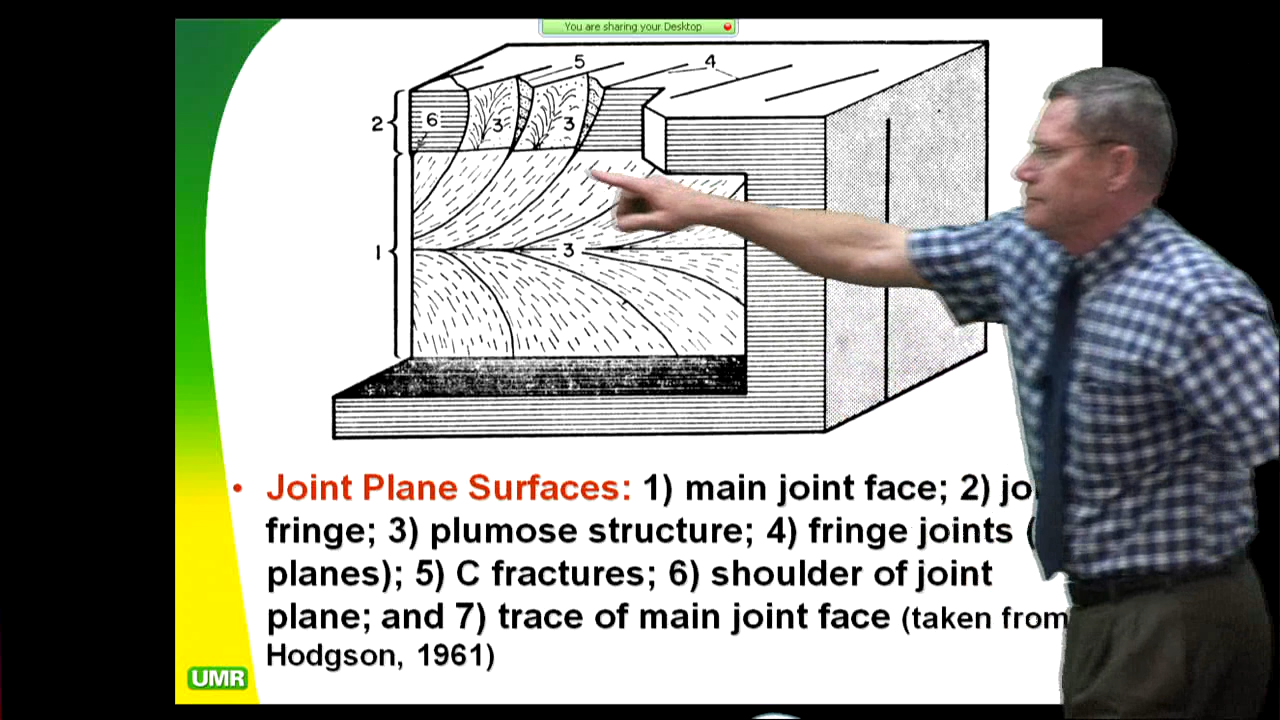 You are sharing your Desktop
5
4
2
6
3
3
1
3
Joint Plane Surfaces: 1) main joint face; 2)
fringe; 3) plumose structure; 4) fringe joints (
planes); 5) C fractures; 6) shoulder of joint
plane; and 7) trace of main joint face (taken from
Hodgson, 1961)
UMR